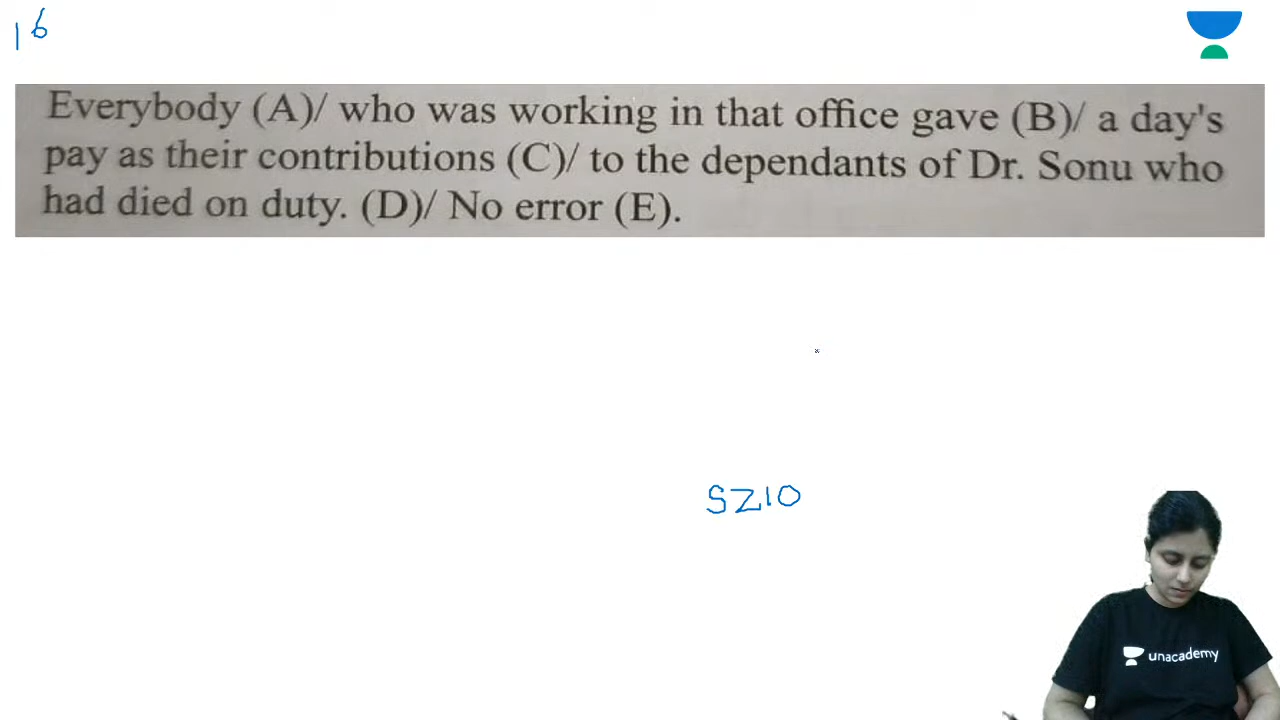 16
Everybody (A)/ who was working in that office gave (B)/ a day's
pay as their contributions (C)/ to the dependants of Dr. Sonu who
had died on duty. (D)/ No error (E).
SZ10
unacademy